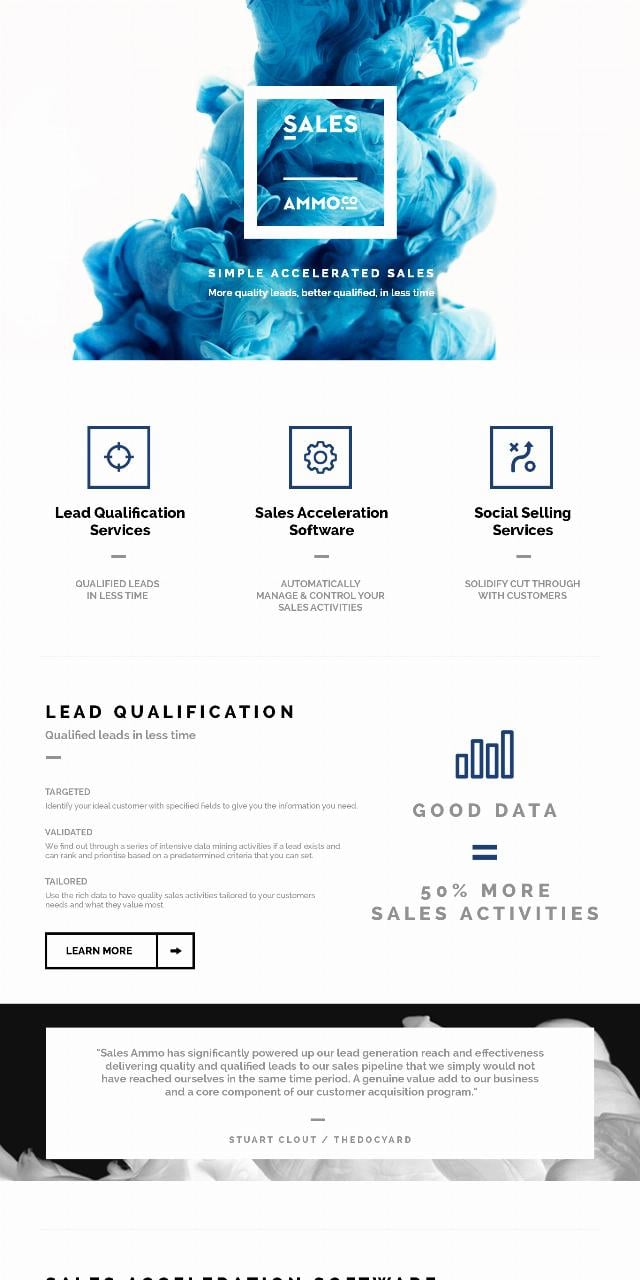 SALES
AMMO.CO
SIMPLE ACCELERATED SALES
More quality leads, better qualified, in less time
Lead Qualification
Services
QUALIFIED LEADS
IN LESS TIME
Sales Acceleration
Software
AUTOMATICALLY
MANAGE & CONTROL YOUR
SALES ACTIVITIES
Social Selling
Services
SOLIDIFY CUT THROUGH
WITH CUSTOMERS
LEAD QUALIFICATION
Qualified leads in less time
TARGETED
Identify your ideal customer with specified fields to give you the information you need.
VALIDATED
We find out through a series of intensive data mining activities if a lead exists and
can rank and prioritise based on a predetermined criteria that you can set.
TAILORED
Use the rich data to have quality sales activities tailored to your customers
needs and what they value most
LEARN MORE
GOOD DATA
=
50% MORE
SALES ACTIVITIES
"Sales Ammo has significantly powered up our lead generation reach and effectiveness
delivering quality and qualified leads to our sales pipeline that we simply would not
have reached ourselves in the same time period. A genuine value add to our business
and a core component of our customer acquisition program."
STUART CLOUT / THEDOCYARD
SALES ACCELERATION SOFTWARE